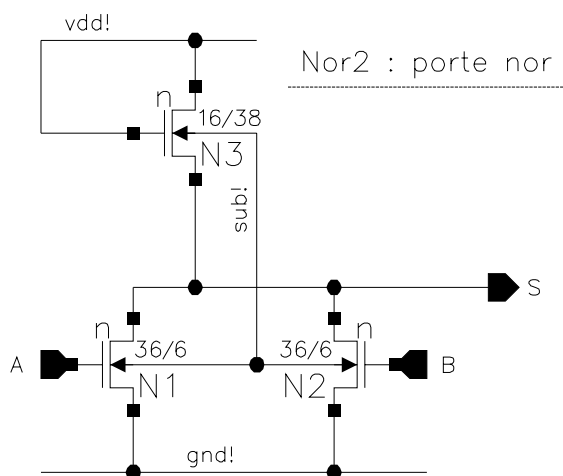 vdd!
Nor2 : porte nor
n
16/38
N3
sub!
S
n
n
36/6
36/6
A
B
N1
N2
gnd!